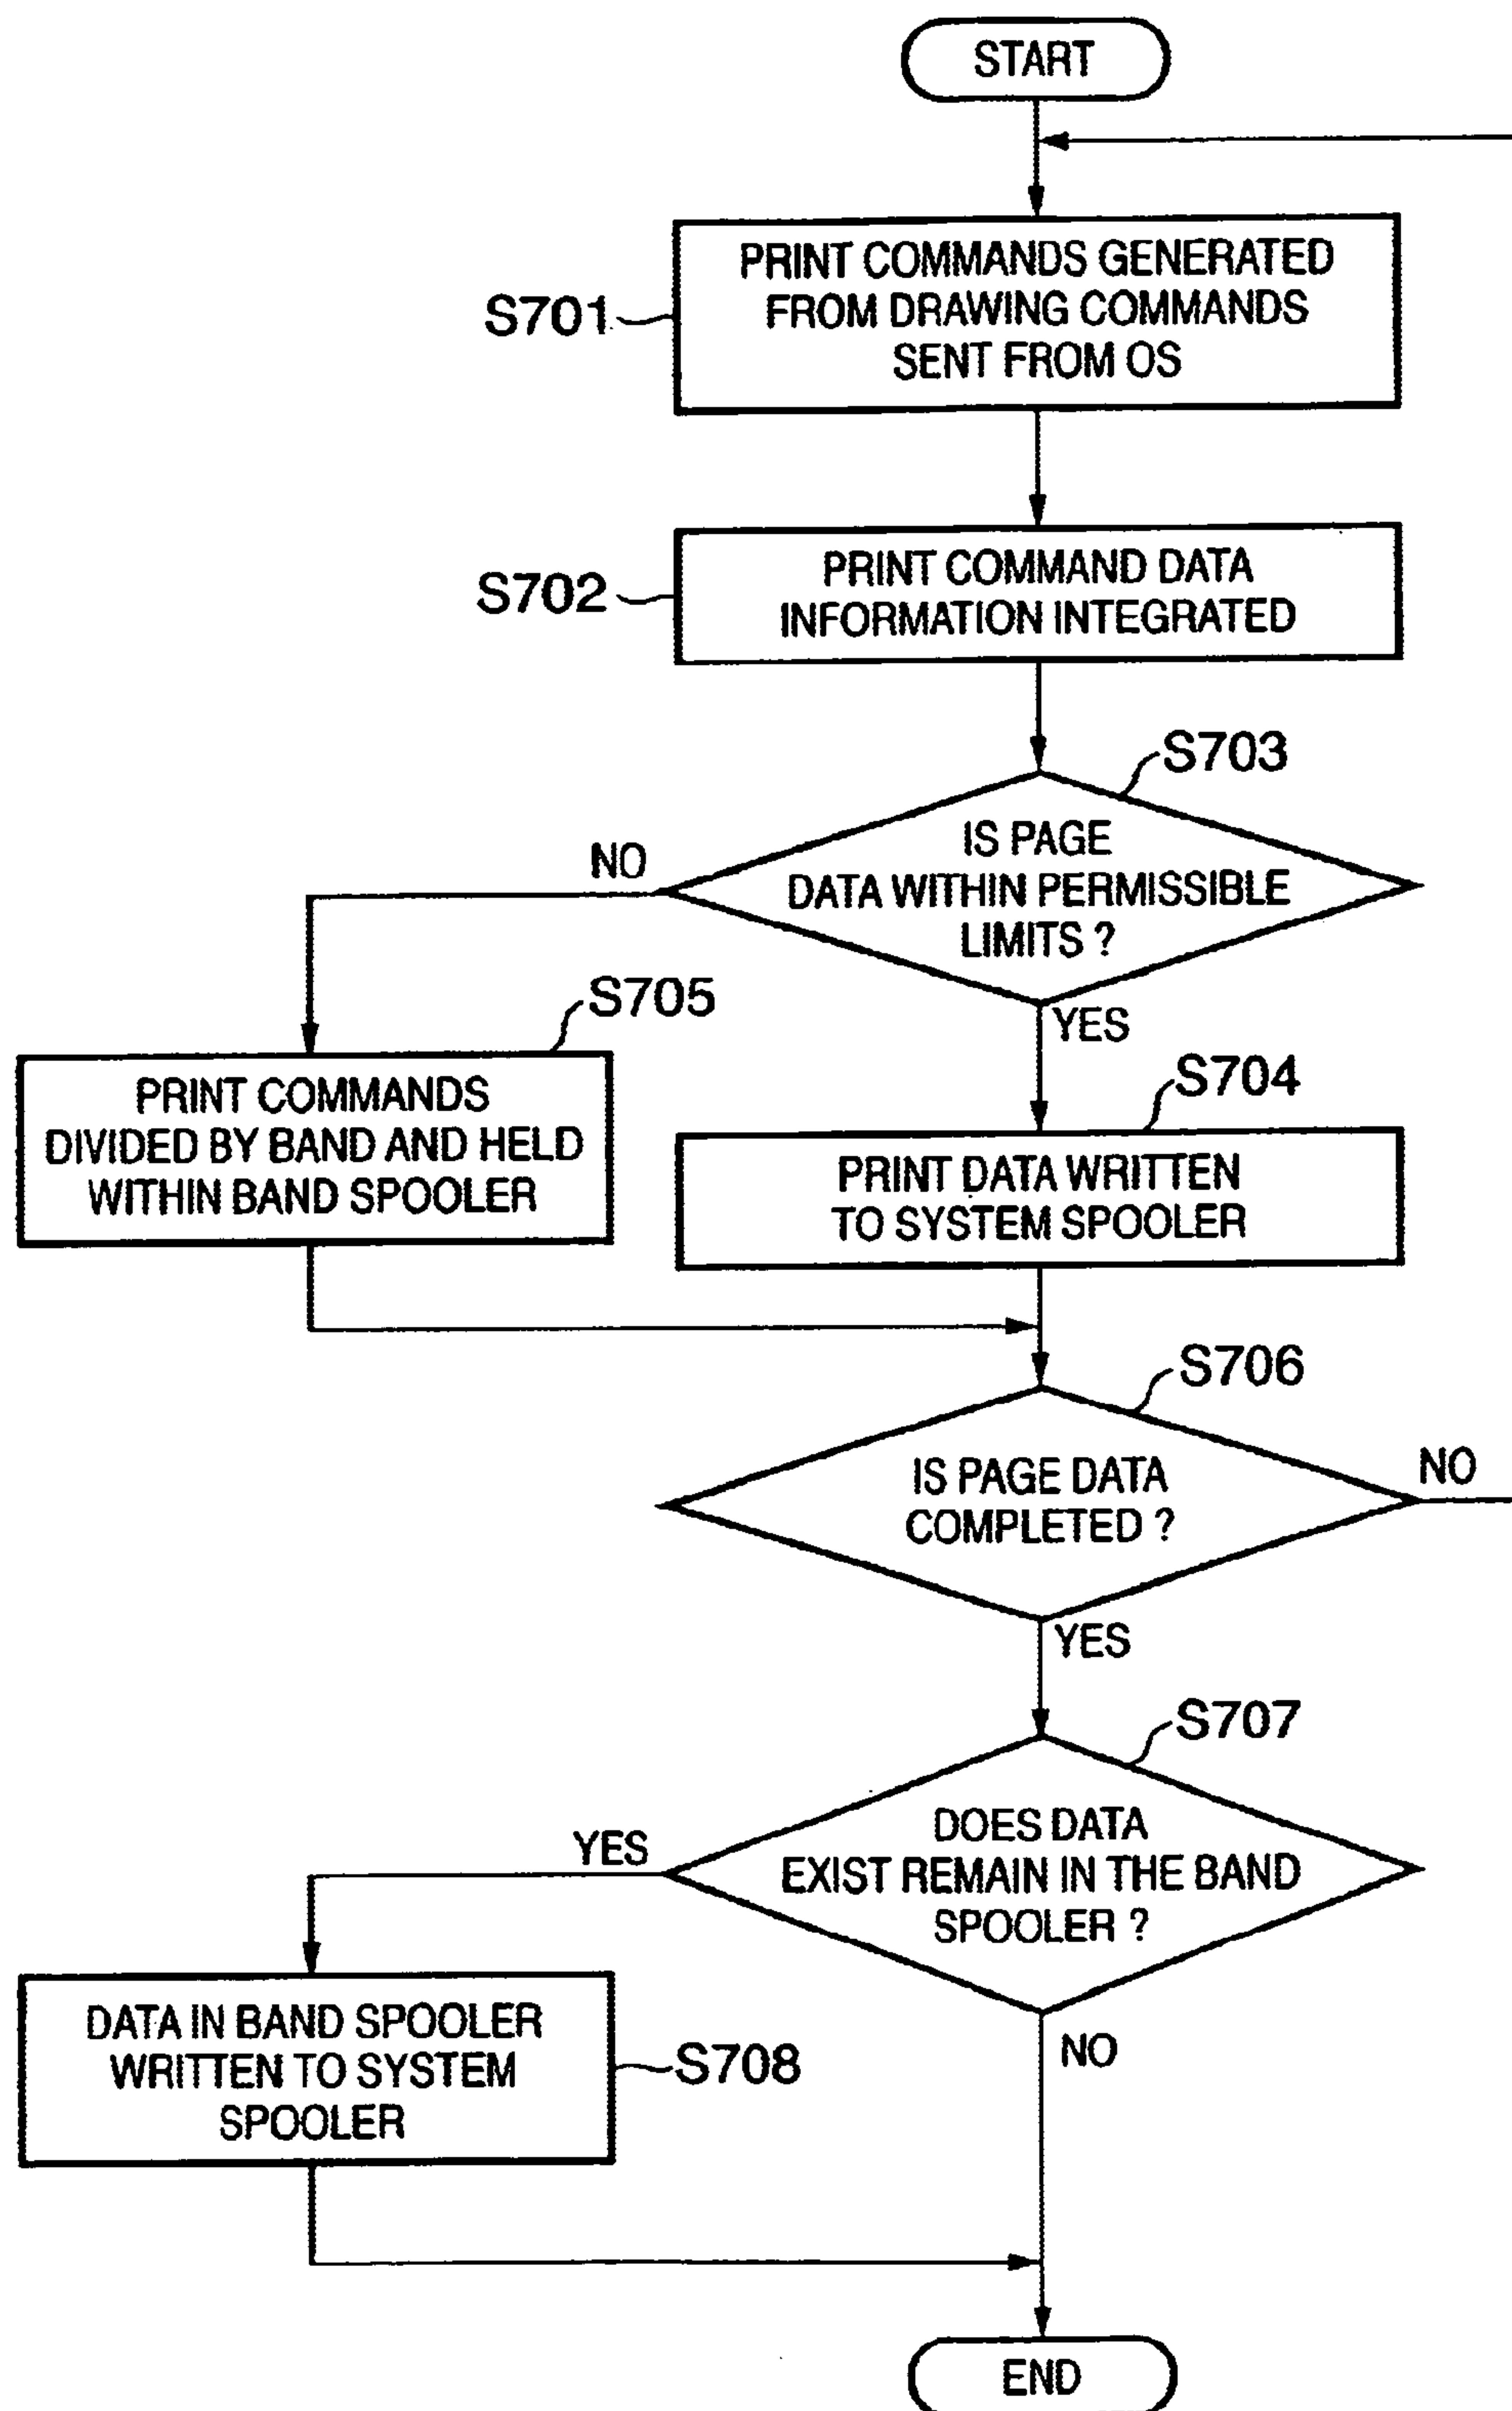 START
PRINT COMMANDS GENERATED
FROM DRAWING COMMANDS
SENT FROM OS
S701
PRINT COMMAND DATA
INFORMATION INTEGRATED
S702
S703
IS PAGE
DATA WITHIN PERMISSIBLE
LIMITS ?
NO
YES
S705
PRINT COMMANDS
DIVIDED BY BAND AND HELD
WITHIN BAND SPOOLER
S704
PRINT DATA WRITTEN
TO SYSTEM SPOOLER
S706
IS PAGE DATA
COMPLETED ?
NO
YES
S707
DOES DATA
EXIST REMAIN IN THE BAND
SPOOLER ?
YES
NO
DATA IN BAND SPOOLER
WRITTEN TO SYSTEM
SPOOLER
S708
END